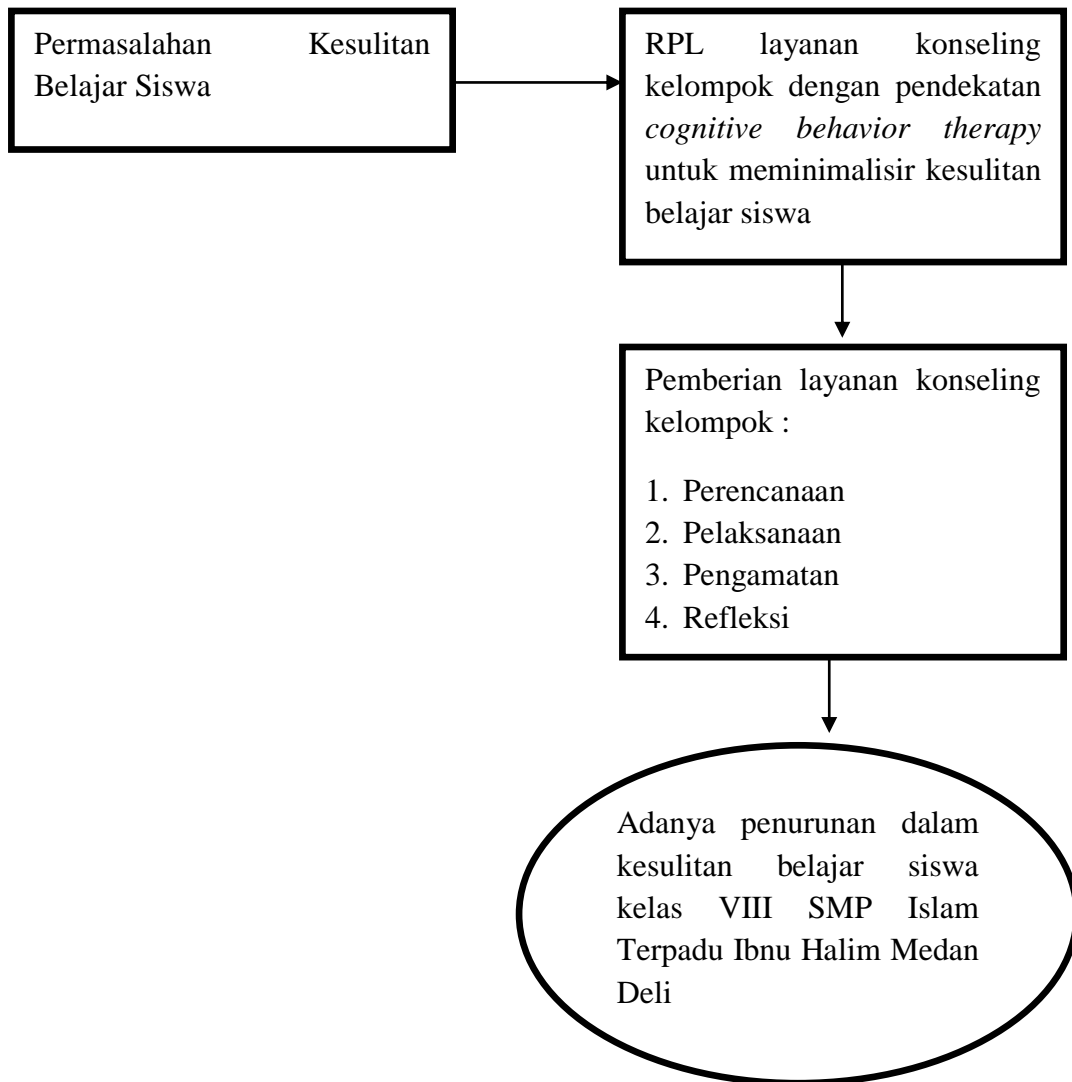 Permasalahan Kesulitan
Belajar Siswa
RPL layanan konseling
kelompok dengan pendekatan
cognitive behavior therapy
untuk meminimalisir kesulitan
belajar siswa
Pemberian layanan konseling
kelompok :
1. Perencanaan
2. Pelaksanaan
3. Pengamatan
4. Refleksi
Adanya penurunan dalam
kesulitan belajar siswa
kelas VIII SMP Islam
Terpadu Ibnu Halim Medan
Deli